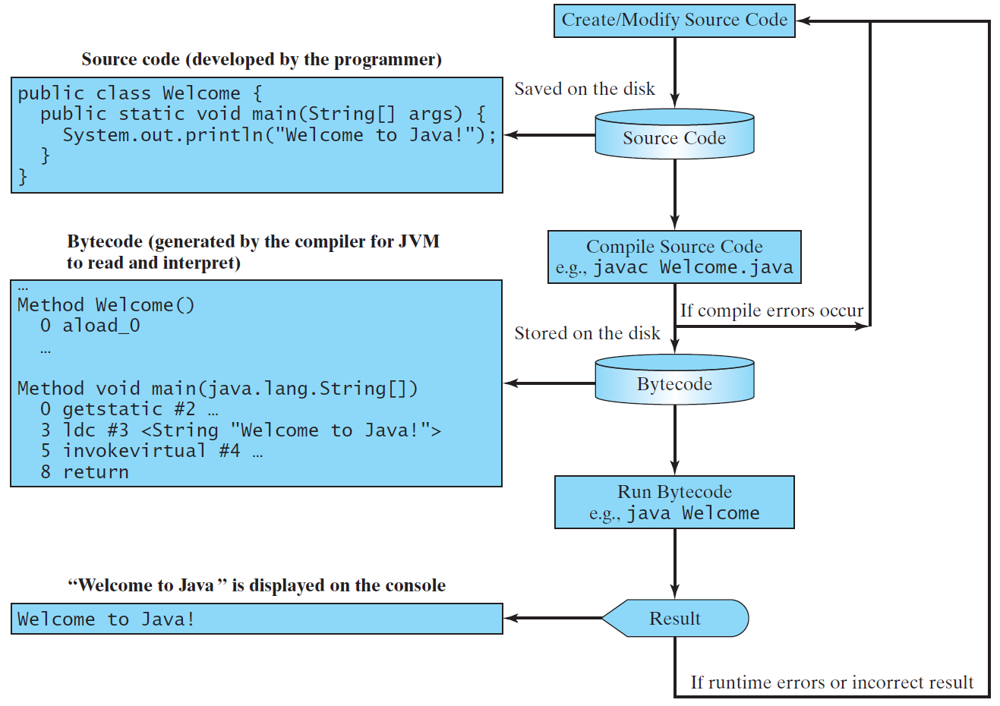 Create/Modify Source Code
Source code (developed by the programmer)
public class Welcome {
  public static void main(String[] args) {
    System.out.println("Welcome to Java!");
  }
}
Saved on the disk
Source Code
Compile Source Code
e.g., javac Welcome.java
If compile errors occur
Bytecode (generated by the compiler for JVM
to read and interpret)
…
Method Welcome()
  0 aload_0
  …
Method void main(java.lang.String[])
  0 getstatic #2 …
  3 ldc #3 <String "Welcome to Java!">
  5 invokevirtual #4 …
  8 return
Stored on the disk
Bytecode
Run Bytecode
e.g., java Welcome
“Welcome to Java” is displayed on the console
Welcome to Java!
Result
If runtime errors or incorrect result